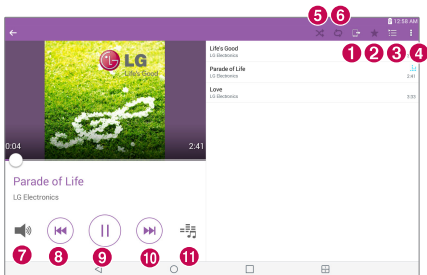 5 6
12:58 AM
1 2 3 4
LG
Life's Good
0:04
2:41
Parade of Life
LG Electronics
7 8 9 10 11
Life's Good
LG Electronics
Parade of Life
LG Electronics
2:41
Love
LG Electronics
3:03